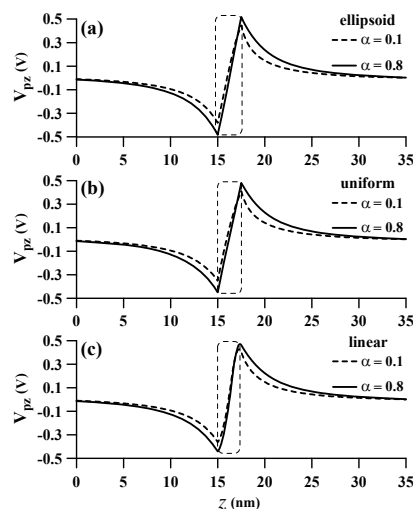 (a)
ellipsoid
α = 0.1
α = 0.8
V_pz (V)
0.5
0.3
0.1
-0.1
-0.3
-0.5
0 5 10 15 20 25 30 35
(b)
uniform
α = 0.1
α = 0.8
V_pz (V)
0.5
0.3
0.1
-0.1
-0.3
-0.5
0 5 10 15 20 25 30 35
(c)
linear
α = 0.1
α = 0.8
V_pz (V)
0.5
0.3
0.1
-0.1
-0.3
-0.5
0 5 10 15 20 25 30 35
z (nm)